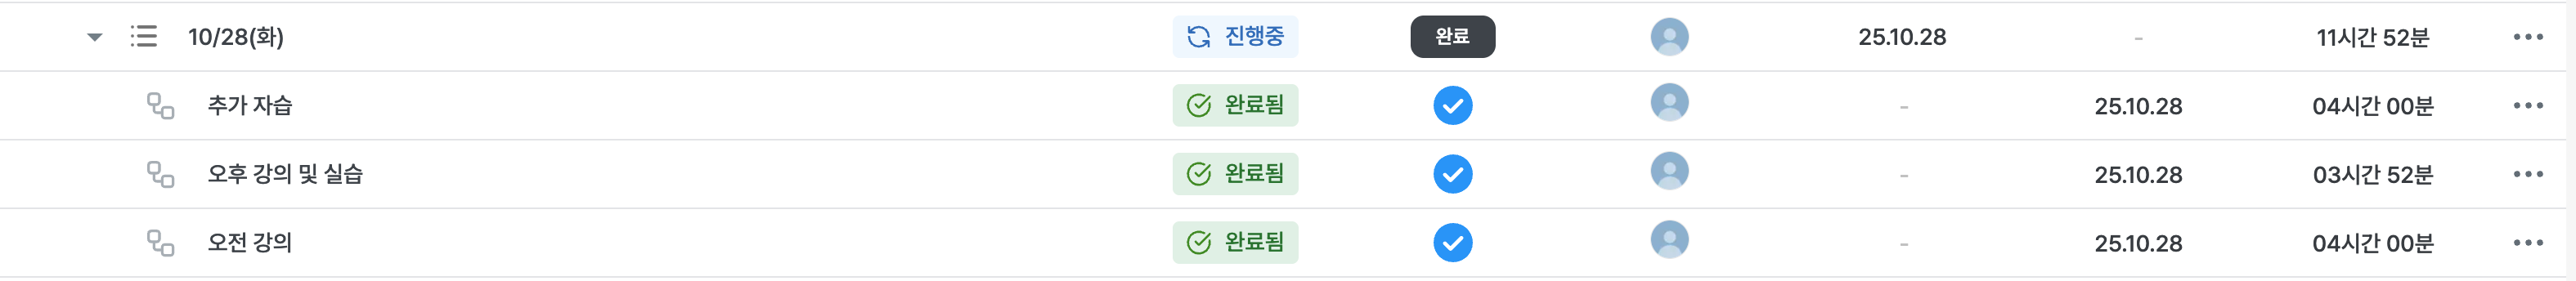 10/28(화) 진행중 완료 25.10.28 - 11시간 52분
추가 자습 완료됨 - 25.10.28 04시간 00분
오후 강의 및 실습 완료됨 - 25.10.28 03시간 52분
오전 강의 완료됨 - 25.10.28 04시간 00분